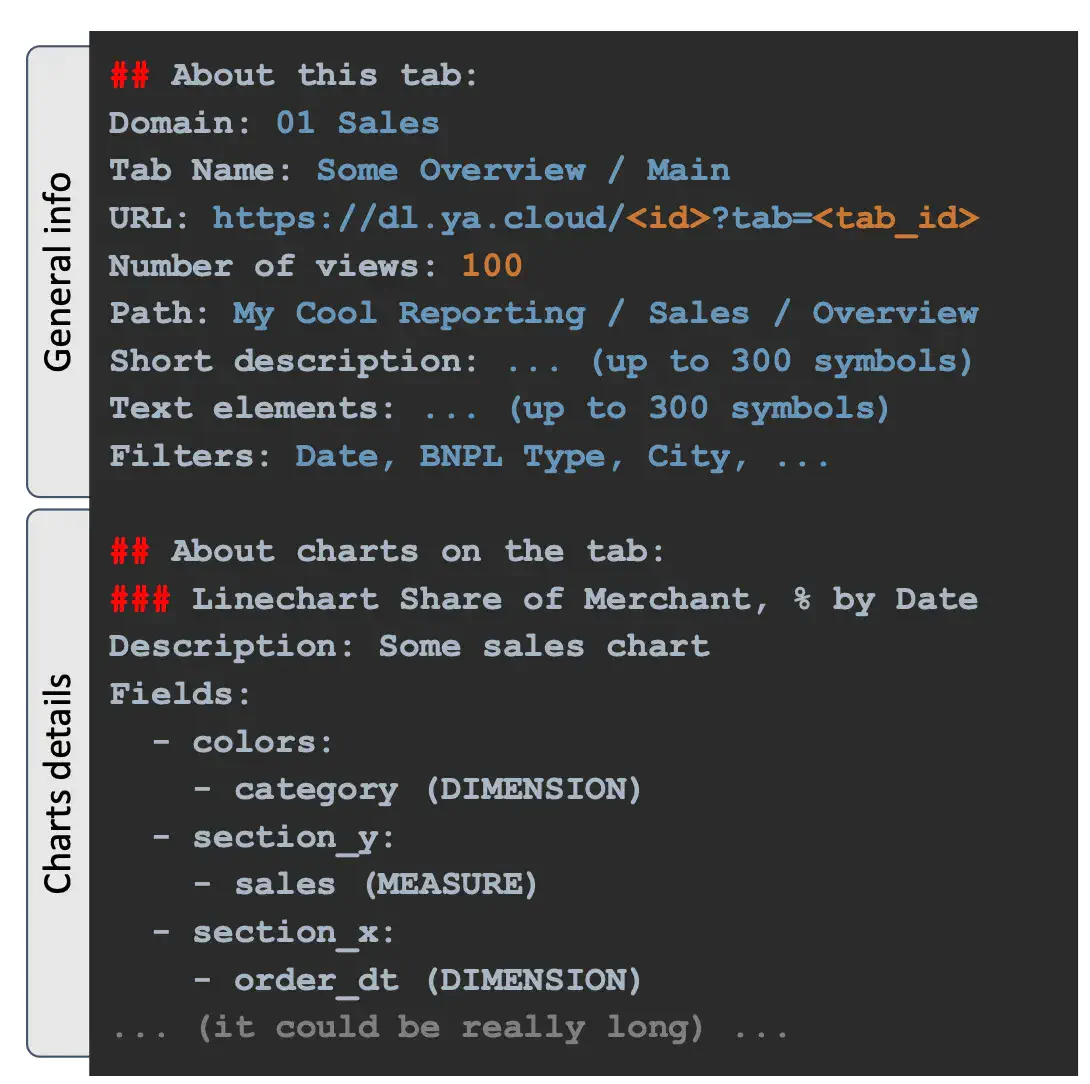 General info
## About this tab:
Domain: 01 Sales
Tab Name: Some Overview / Main
URL: https://dl.ya.cloud/<id>?tab=<tab_id>
Number of views: 100
Path: My Cool Reporting / Sales / Overview
Short description: ... (up to 300 symbols)
Text elements: ... (up to 300 symbols)
Filters: Date, BNPL Type, City, ...
Charts details
## About charts on the tab:
### Linechart Share of Merchant, % by Date
Description: Some sales chart
Fields:
  - colors:
    - category (DIMENSION)
  - section_y:
    - sales (MEASURE)
  - section_x:
    - order_dt (DIMENSION)
... (it could be really long) ...